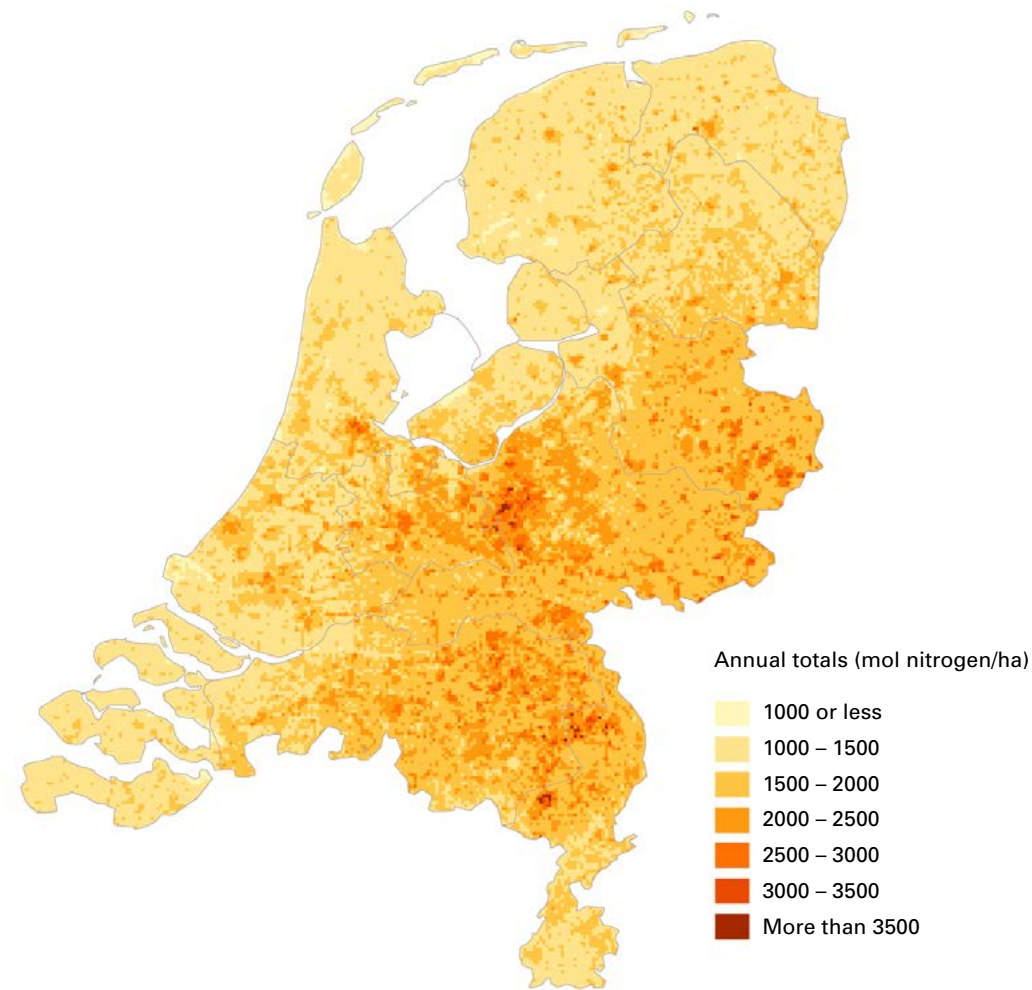 Annual totals (mol nitrogen/ha)
1000 or less
1000 – 1500
1500 – 2000
2000 – 2500
2500 – 3000
3000 – 3500
More than 3500